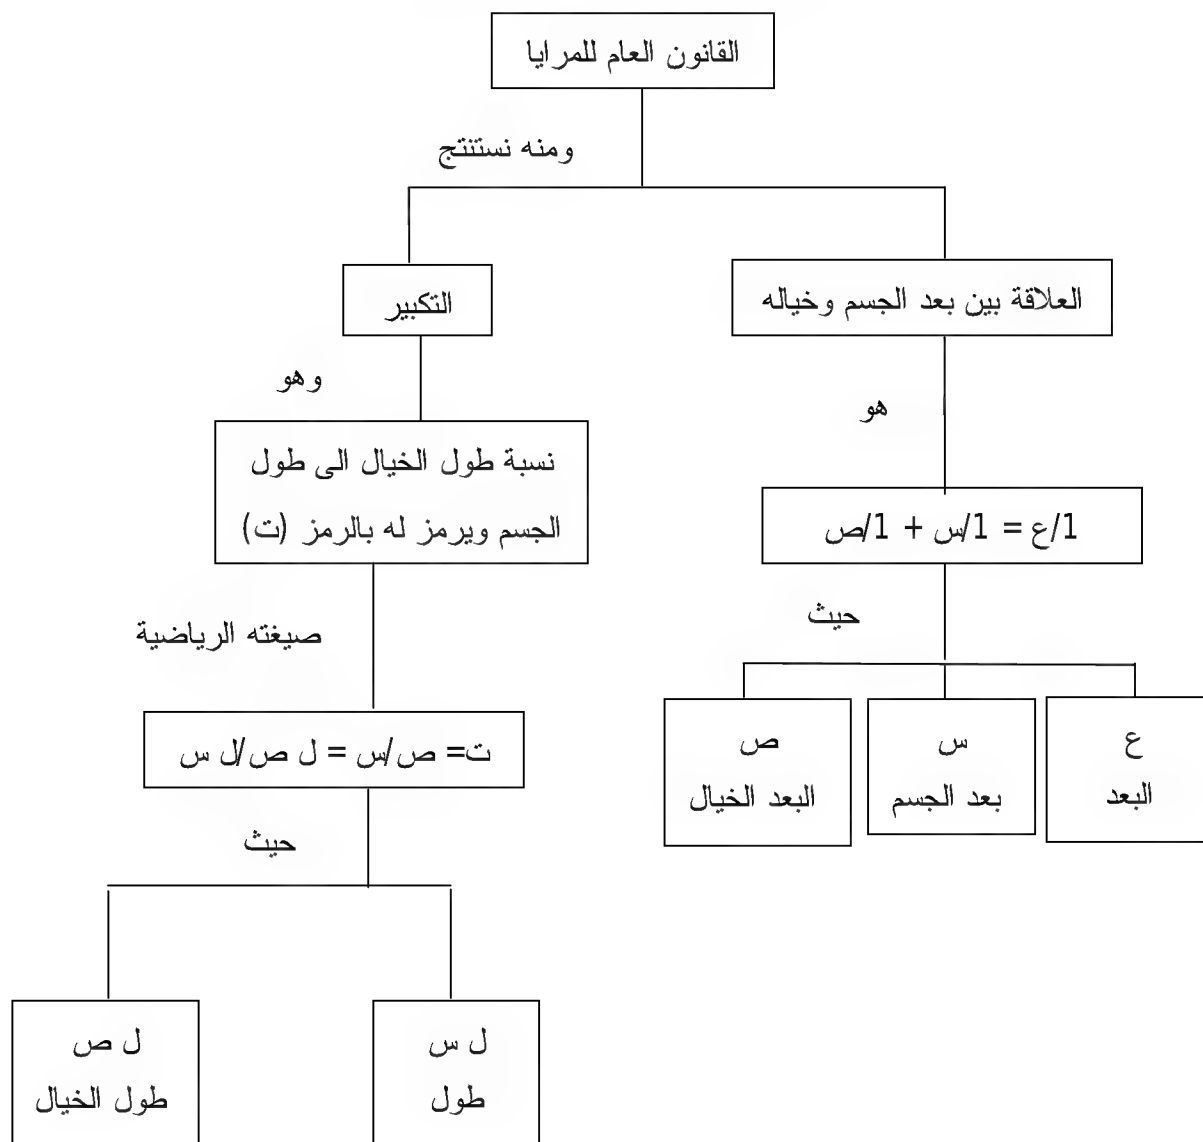 القانون العام للمرايا
ومنه نستنتج
العلاقة بين بعد الجسم وخياله
التكبير
هو
وهو
1/ع = 1/س + 1/ص
نسبة طول الخيال الى طول
الجسم ويرمز له بالرمز (ت)
حيث
صيغته الرياضية
ع
البعد
س
بعد الجسم
ص
البعد الخيال
ت= ص/س = ل ص/ل س
حيث
ل س
طول
ل ص
طول الخيال